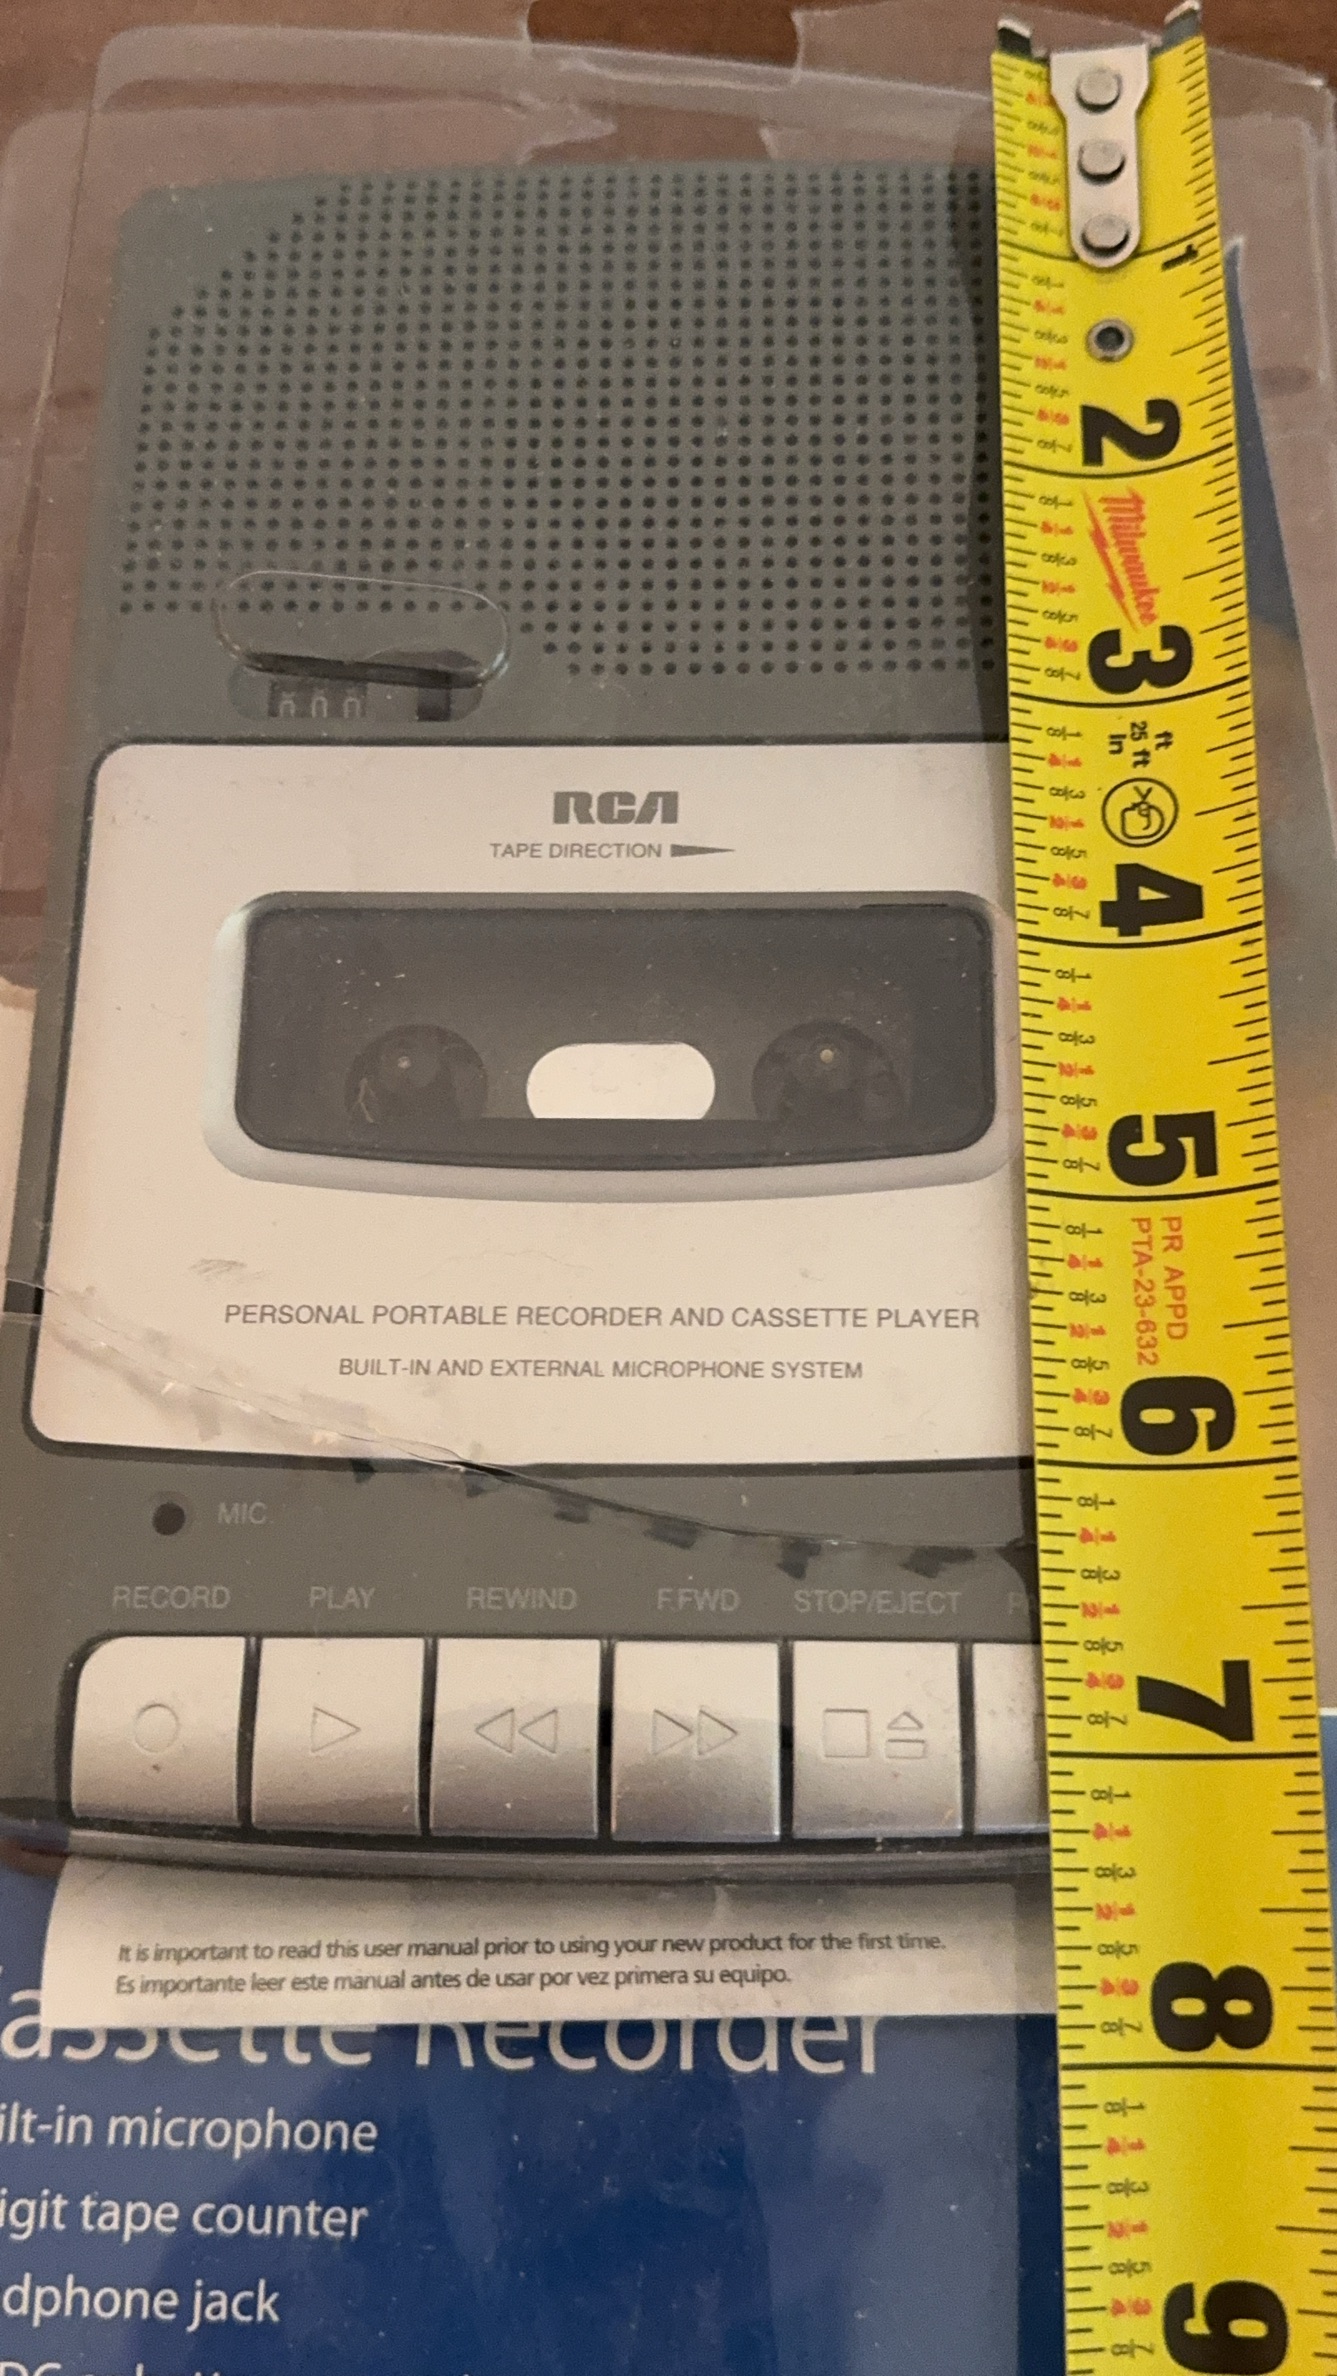 000
RCA
TAPE DIRECTION
PERSONAL PORTABLE RECORDER AND CASSETTE PLAYER
BUILT-IN AND EXTERNAL MICROPHONE SYSTEM
MIC.
RECORD PLAY REWIND F.FWD STOP/EJECT P
It is important to read this user manual prior to using your new product for the first time.
Es importante leer este manual antes de usar por vez primera su equipo.
assette Recorder
ilt-in microphone
igit tape counter
dphone jack
1
2
Milwaukee
3
ft
25 ft
in
4
5
PR APPD
PTA-23-632
6
7
8
9